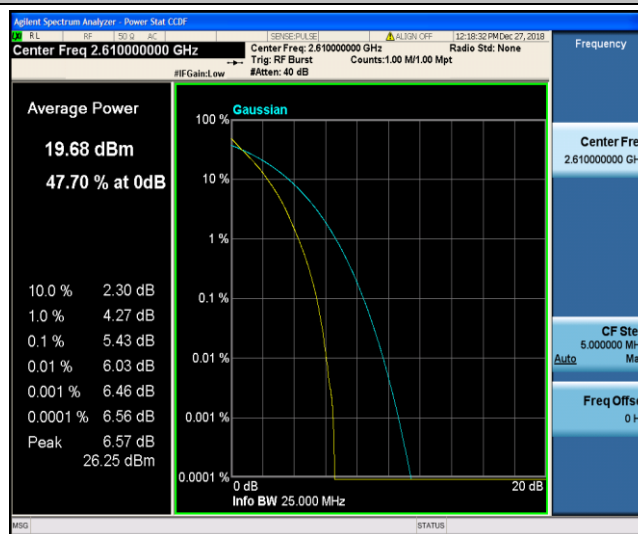 Agilent Spectrum Analyzer - Power Stat CCDF
RL RF 50 Ω AC SENSE:PULSE ALIGN OFF 12:18:32 PM Dec 27, 2018
Center Freq 2.610000000 GHz
Center Freq: 2.610000000 GHz Radio Std: None
Trig: RF Burst Counts:1.00 M/1.00 Mpt
#IFGain:Low #Atten: 40 dB
Frequency
Average Power
19.68 dBm
47.70 % at 0dB
10.0 % 2.30 dB
1.0 % 4.27 dB
0.1 % 5.43 dB
0.01 % 6.03 dB
0.001 % 6.46 dB
0.0001 % 6.56 dB
Peak 6.57 dB
26.25 dBm
Gaussian
100 %
10 %
1 %
0.1 %
0.01 %
0.001 %
0.0001 %
0 dB 20 dB
Info BW 25.000 MHz
Center Fre
2.610000000 GH
CF Ste
5.000000 MH
Auto Ma
Freq Offse
0 H
MSG STATUS